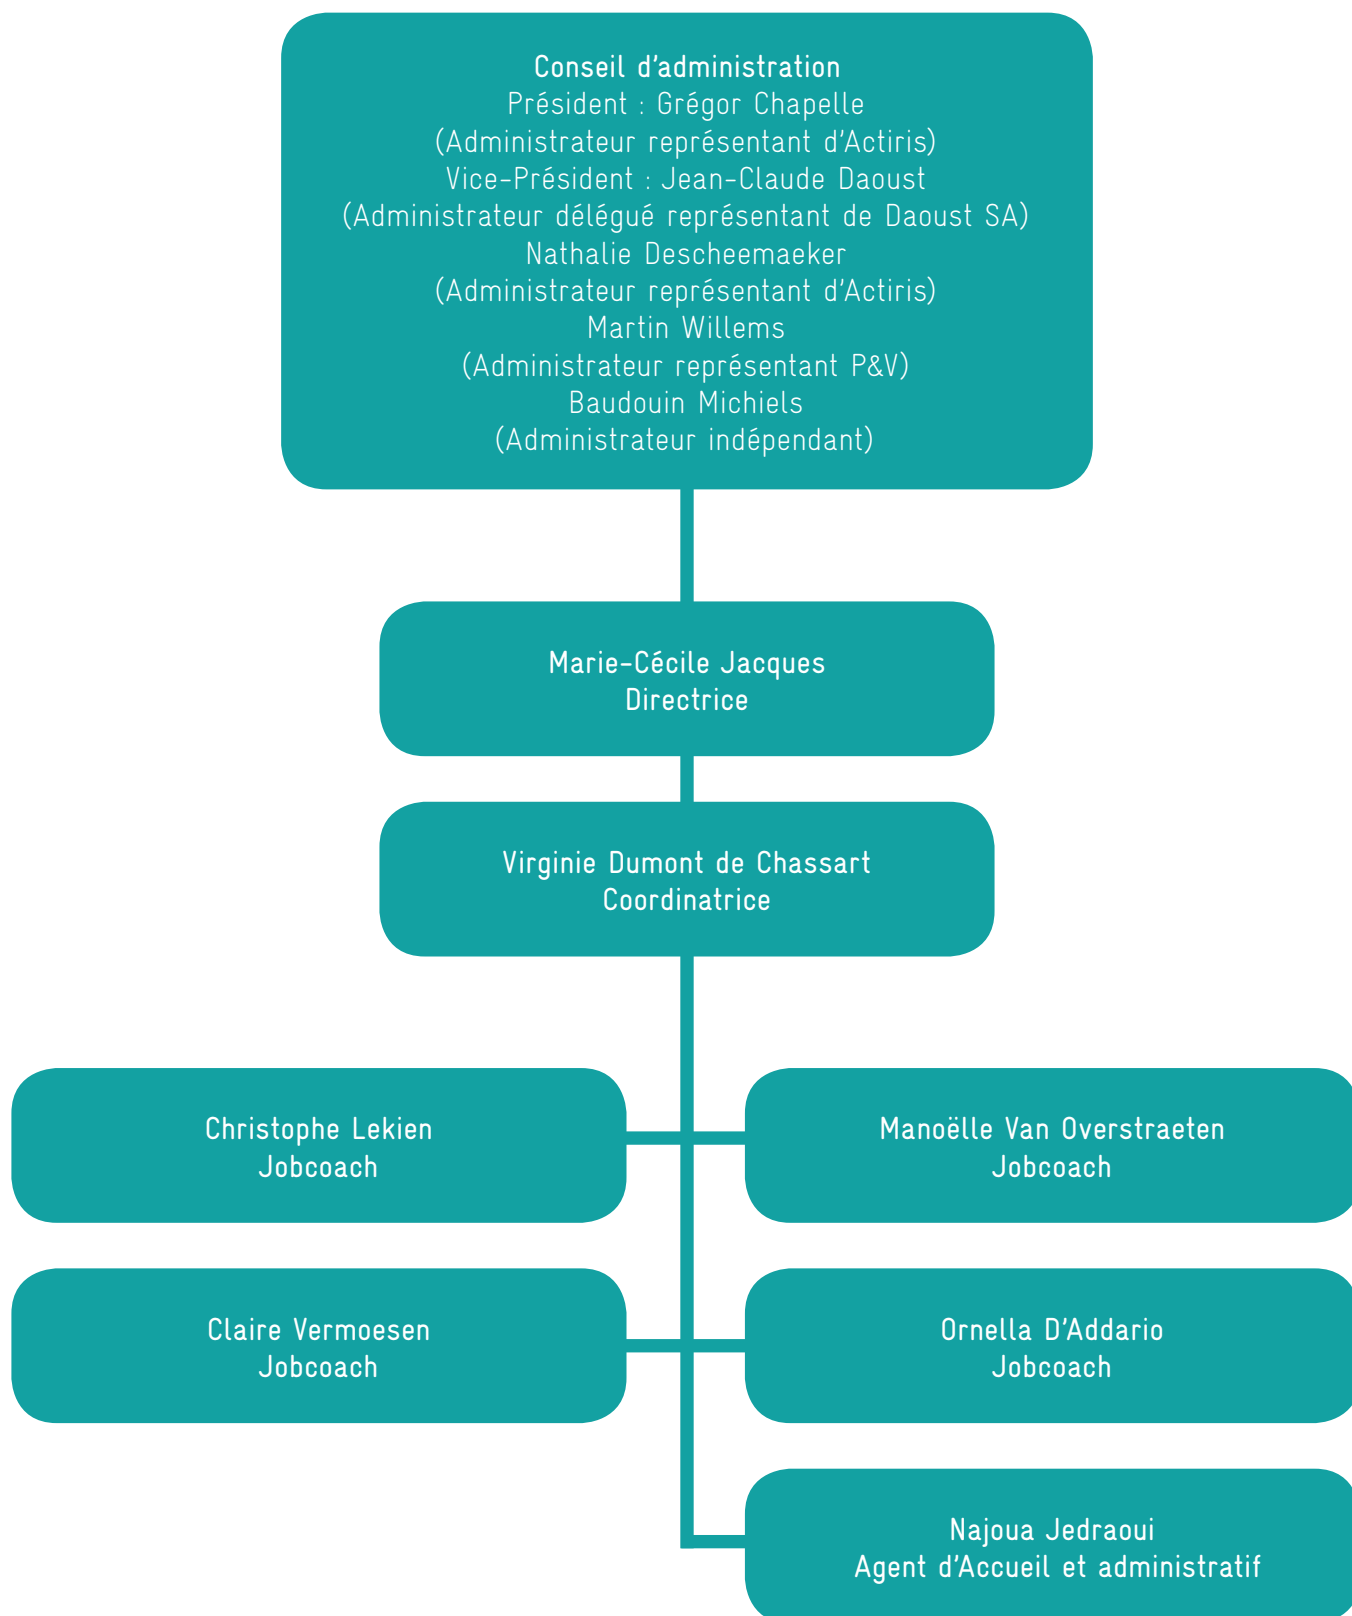 Conseil d'administration
Président : Grégor Chapelle
(Administrateur représentant d'Actiris)
Vice-Président : Jean-Claude Daoust
(Administrateur délégué représentant de Daoust SA)
Nathalie Descheemaeker
(Administrateur représentant d'Actiris)
Martin Willems
(Administrateur représentant P&V)
Baudouin Michiels
(Administrateur indépendant)
Marie-Cécile Jacques
Directrice
Virginie Dumont de Chassart
Coordinatrice
Christophe Lekien
Jobcoach
Manoëlle Van Overstraeten
Jobcoach
Claire Vermoesen
Jobcoach
Ornella D'Addario
Jobcoach
Najoua Jedraoui
Agent d'Accueil et administratif